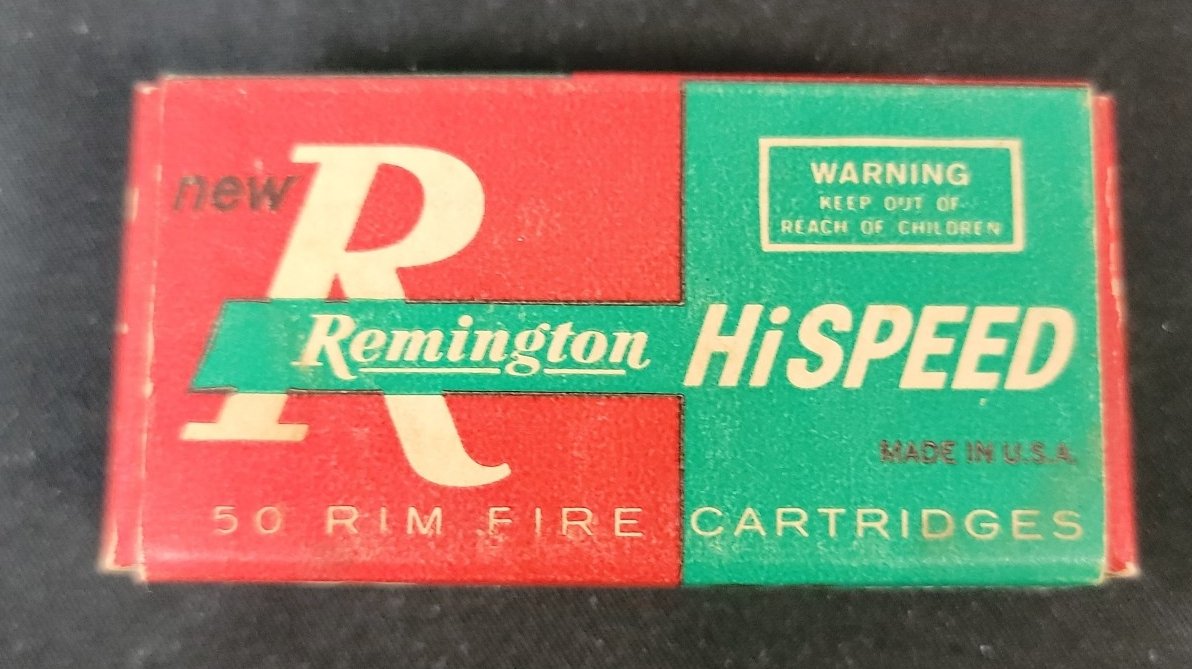 new
R
Remington
HiSPEED
WARNING
KEEP OUT OF
REACH OF CHILDREN
MADE IN U.S.A.
50 RIM FIRE CARTRIDGES